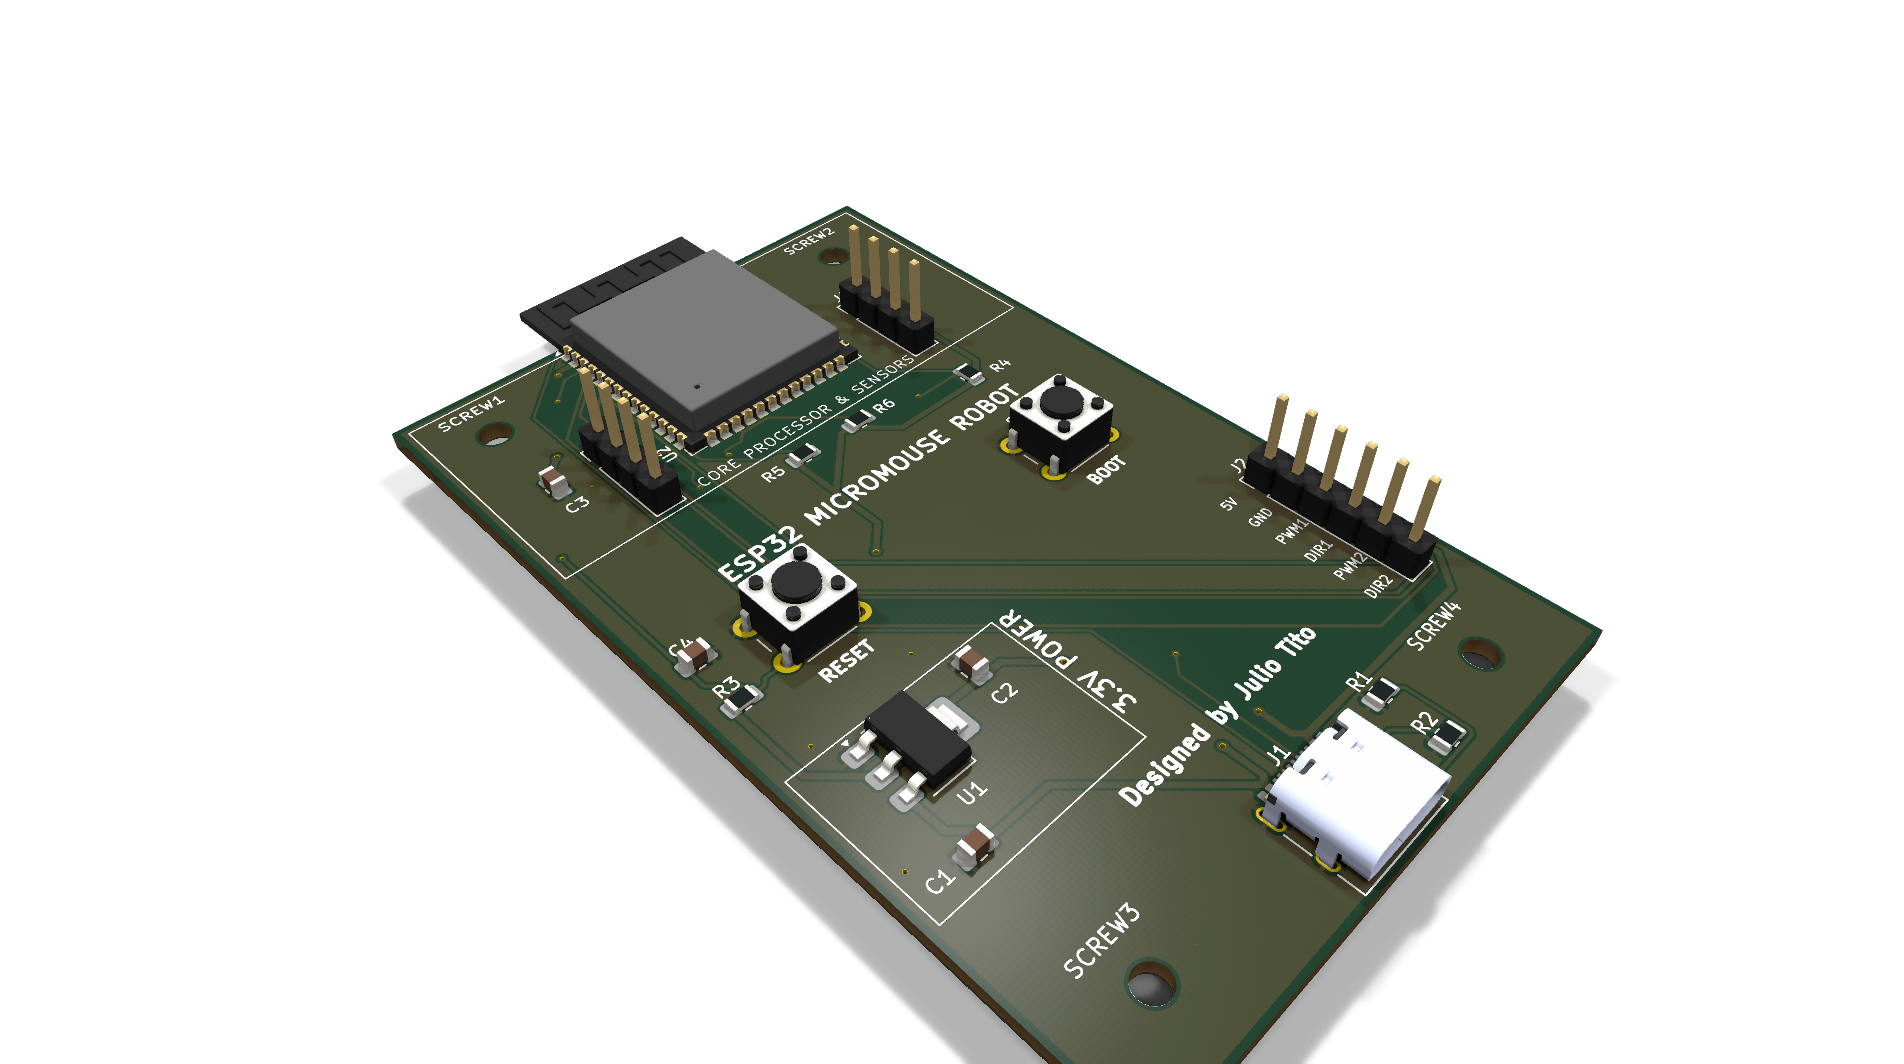 SCREW2
SCREW1
CORE PROCESSOR & SENSORS
R4
R6
R5
C3
ESP32 MICROMOUSE ROBOT
BOOT
J2
5V
GND
PWM1
DIR1
PWM2
DIR2
SCREW4
C4
R3
RESET
3.3V POWER
C2
U1
C1
Designed by Julio Tito
R1
R2
J1
SCREW3